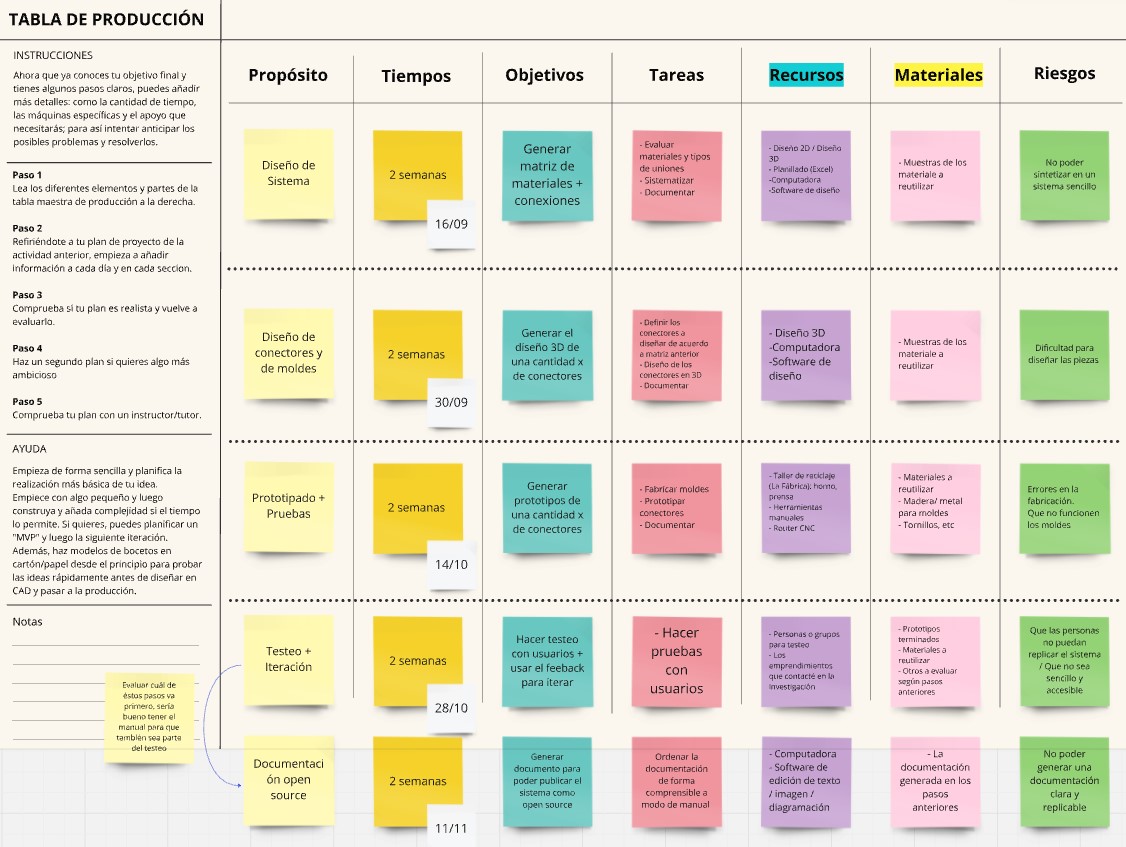 TABLA DE PRODUCCIÓN
INSTRUCCIONES
Ahora que ya conoces tu objetivo final y
tienes algunos pasos claros, puedes añadir
más detalles: como la cantidad de tiempo,
las máquinas específicas y el apoyo que
necesitarás; para así intentar anticipar los
posibles problemas y resolverlos.
Paso 1
Lea los diferentes elementos y partes de la
tabla maestra de producción a la derecha.
Paso 2
Refiriéndote a tu plan de proyecto de la
actividad anterior, empieza a añadir
información a cada día y en cada seccion.
Paso 3
Comprueba si tu plan es realista y vuelve a
evaluarlo.
Paso 4
Haz un segundo plan si quieres algo más
ambicioso
Paso 5
Comprueba tu plan con un instructor/tutor.
AYUDA
Empieza de forma sencilla y planifica la
realización más básica de tu idea.
Empiece con algo pequeño y luego
construya y añada complejidad si el tiempo
lo permite. Si quieres, puedes planificar un
"MVP" y luego la siguiente iteración.
Además, haz modelos de bocetos en
cartón/papel desde el principio para probar
las ideas rápidamente antes de diseñar en
CAD y pasar a la producción.
Notas
Evaluar cuál de
éstos pasos va
primero, sería
bueno tener el
manual para que
también sea parte
del testeo
Propósito
Tiempos
Objetivos
Tareas
Recursos
Materiales
Riesgos
Diseño de
Sistema
2 semanas
16/09
Generar
matriz de
materiales +
conexiones
- Evaluar
materiales y tipos
de uniones
- Sistematizar
- Documentar
- Diseño 2D / Diseño
3D
- Planillado (Excel)
-Computadora
-Software de diseño
- Muestras de los
materiale a
reutilizar
No poder
sintetizar en un
sistema sencillo
Diseño de
conectores y
de moldes
2 semanas
30/09
Generar el
diseño 3D de
una cantidad x
de conectores
- Definir los
conectores a
diseñar de acuerdo
a matriz anterior
- Diseño de los
conectores en 3D
- Documentar
- Diseño 3D
-Computadora
-Software de
diseño
- Muestras de los
materiale a
reutilizar
Dificultad para
diseñar las piezas
Prototipado +
Pruebas
2 semanas
14/10
Generar
prototipos de
una cantidad x
de conectores
- Fabricar moldes
- Prototipar
conectores
- Documentar
- Taller de reciclaje
(La Fábrica); horno,
prensa
- Herramientas
manuales
- Router CNC
- Materiales a
reutilizar
- Madera/ metal
para moldes
- Tornillos, etc
Errores en la
fabricación.
Que no funcionen
los moldes
Testeo +
Iteración
2 semanas
28/10
Hacer testeo
con usuarios +
usar el feeback
para iterar
- Hacer
pruebas
con
usuarios
- Personas o grupos
para testeo
- Los
emprendimientos
que contacté en la
investigación
- Prototipos
terminados
- Materiales a
reutilizar
- Otros a evaluar
según pasos
anteriores
Que las personas
no puedan
replicar el sistema
/ Que no sea
sencillo y
accesible
Documentaci
ón open
source
2 semanas
11/11
Generar
documento para
poder publicar el
sistema como
open source
Ordenar la
documentación
de forma
comprensible a
modo de manual
- Computadora
- Software de
edición de texto
/ imagen /
diagramación
- La
documentación
generada en los
pasos
anteriores
No poder
generar una
documentación
clara y
replicable